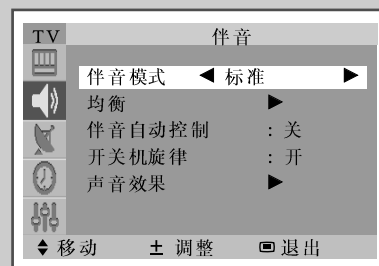 TV 伴音
伴音模式 ◀ 标准 ▶
均衡 ▶
伴音自动控制 : 关
开关机旋律 : 开
声音效果 ▶
移动 ± 调整 退出